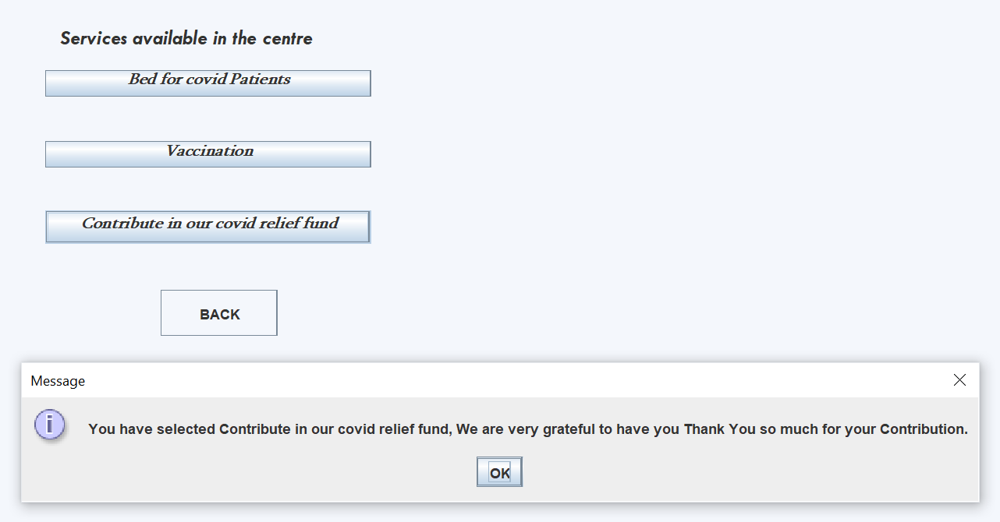 Services available in the centre
Bed for covid Patients
Vaccination
Contribute in our covid relief fund
BACK
Message
i
You have selected Contribute in our covid relief fund, We are very grateful to have you Thank You so much for your Contribution.
OK